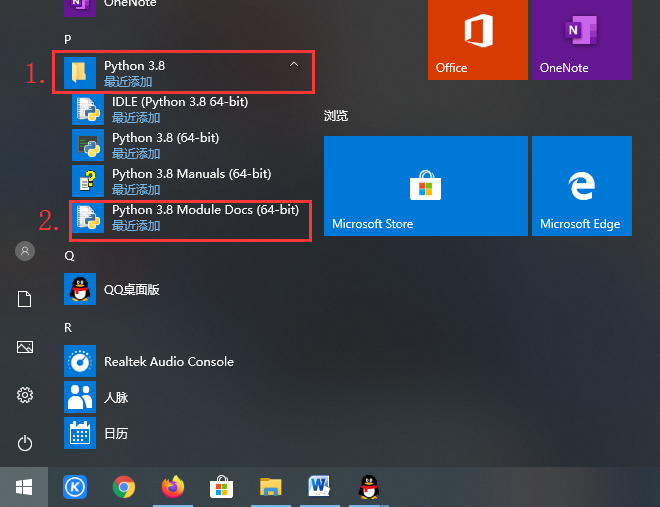 OneNote
P
1.
Python 3.8
最近添加
IDLE (Python 3.8 64-bit)
最近添加
Python 3.8 (64-bit)
最近添加
Python 3.8 Manuals (64-bit)
最近添加
2.
Python 3.8 Module Docs (64-bit)
最近添加
Q
QQ桌面版
R
Realtek Audio Console
人脉
日历
Office
OneNote
浏览
Microsoft Store
Microsoft Edge